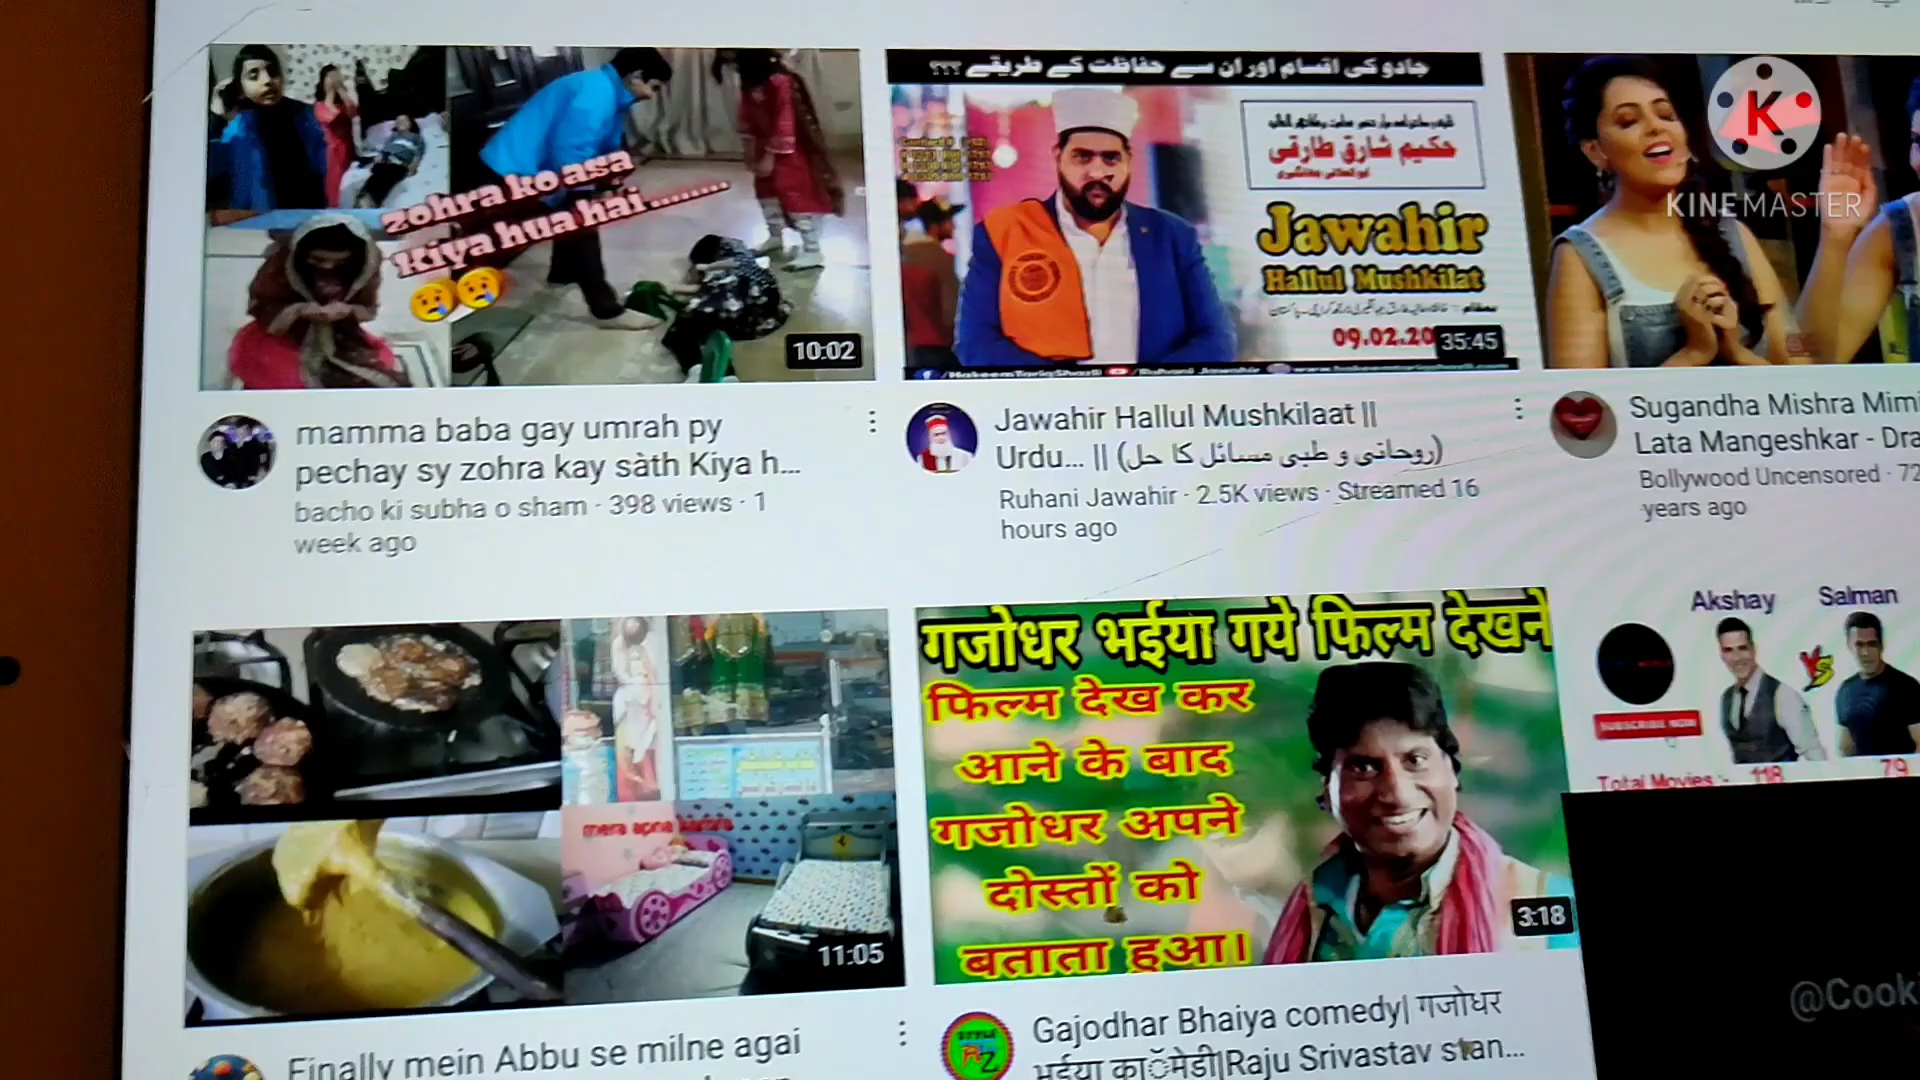 zohra ko asa
Kiya hua hai.......
10:02
mamma baba gay umrah py
pechay sy zohra kay sàth Kiya h...
bacho ki subha o sham · 398 views · 1
week ago
جادو کی اقسام اور ان سے حفاظت کے طریقے ؟؟؟
حکیم شارق طارقی
Jawahir
Hallul Mushkilat
09.02.20
35:45
Jawahir Hallul Mushkilaat ||
Urdu... || (روحانی و طبی مسائل کا حل)
Ruhani Jawahir · 2.5K views · Streamed 16
hours ago
K
KINEMASTER
Sugandha Mishra Mimi
Lata Mangeshkar - Dra
Bollywood Uncensored · 72
years ago
mera apna kamra
11:05
Finally mein Abbu se milne agai
गजोधर भईया गये फिल्म देखने
फिल्म देख कर
आने के बाद
गजोधर अपने
दोस्तों को
बताता हुआ।
3:18
Gajodhar Bhaiya comedy| गजोधर
भईया कॉमेडी|Raju Srivastav stan...
Akshay Salman
VS
SUBSCRIBE NOW
Total Movies :- 118 79
@Cooki